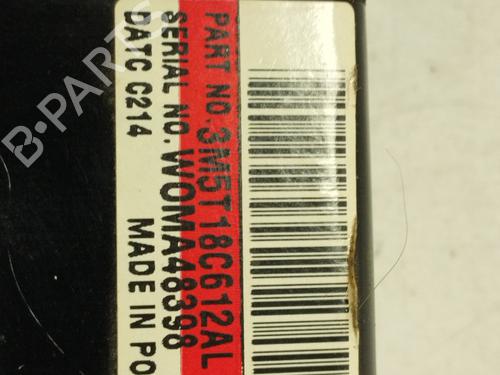 PART NO. 3M5T18C612AL
SERIAL NO. WOMA48398
DATC C214 MADE IN PO
B-PARTS